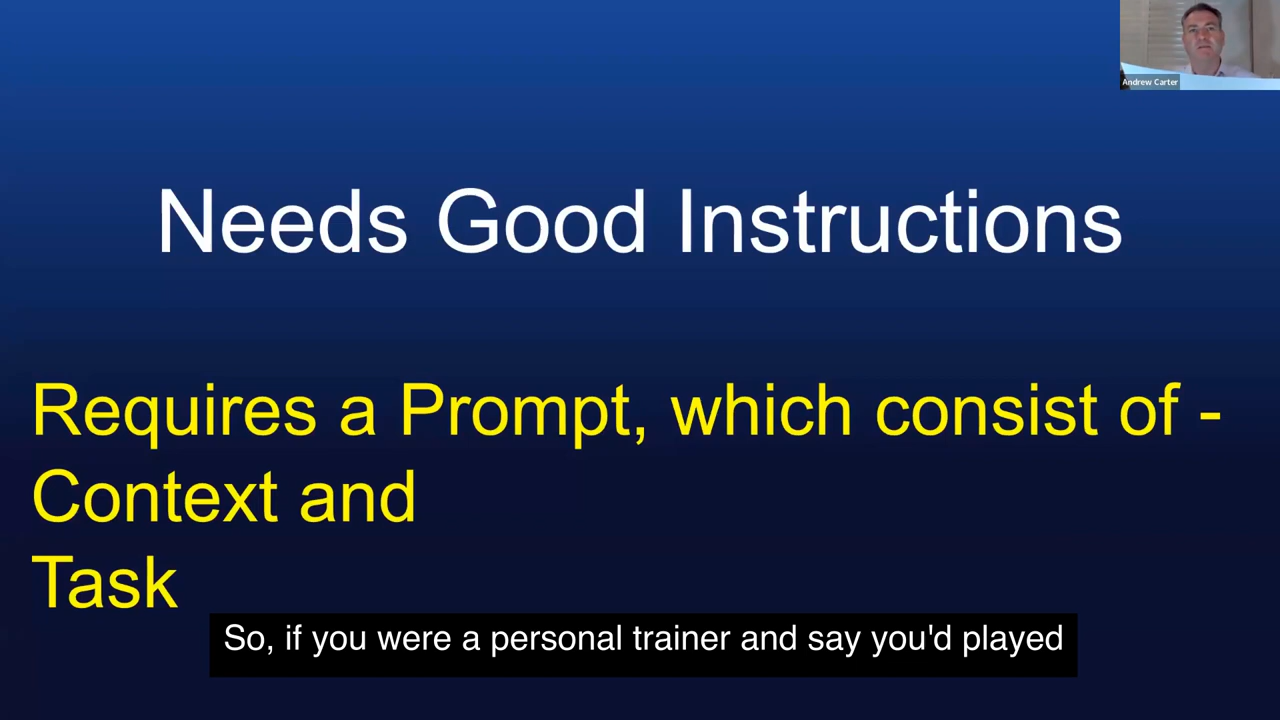 Andrew Carter
Needs Good Instructions
Requires a Prompt, which consist of -
Context and
Task
So, if you were a personal trainer and say you'd played